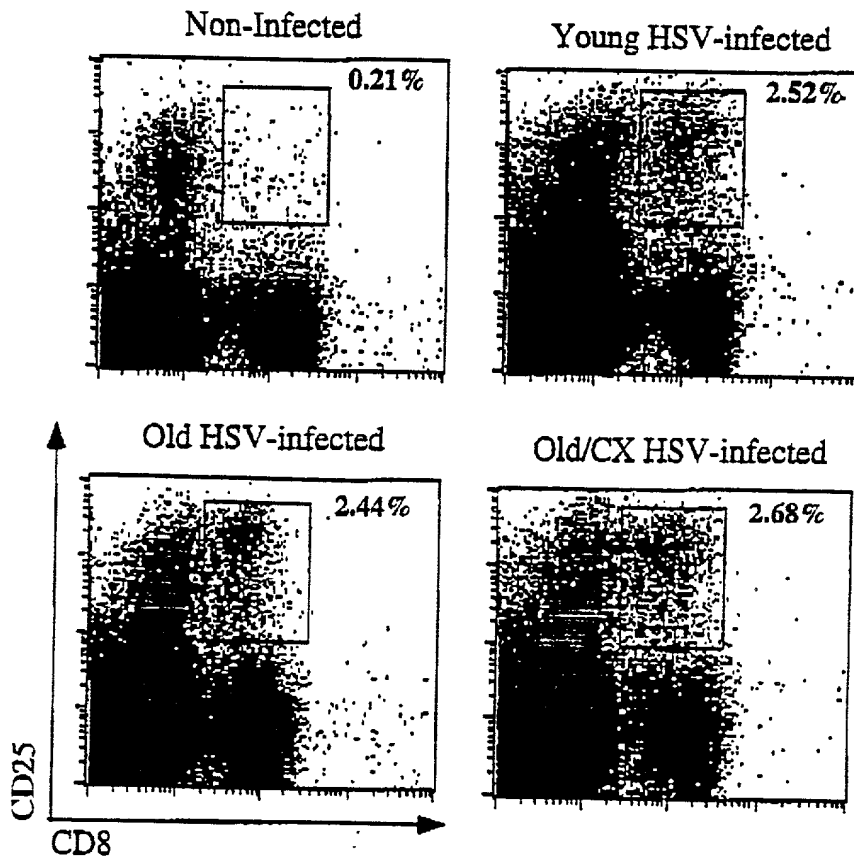 Non-Infected
0.21%
Young HSV-infected
2.52%
Old HSV-infected
2.44%
Old/CX HSV-infected
2.68%
CD25
CD8